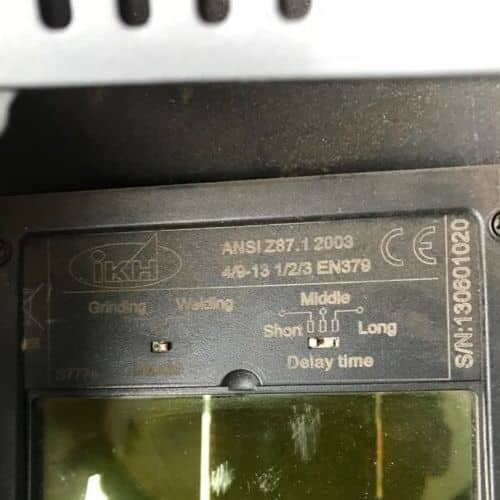 IKH
ANSI Z87.1 2003
4/9-13 1/2/3 EN379
CE
Grinding Welding
Middle
Short Long
Delay time
S/N:130601020